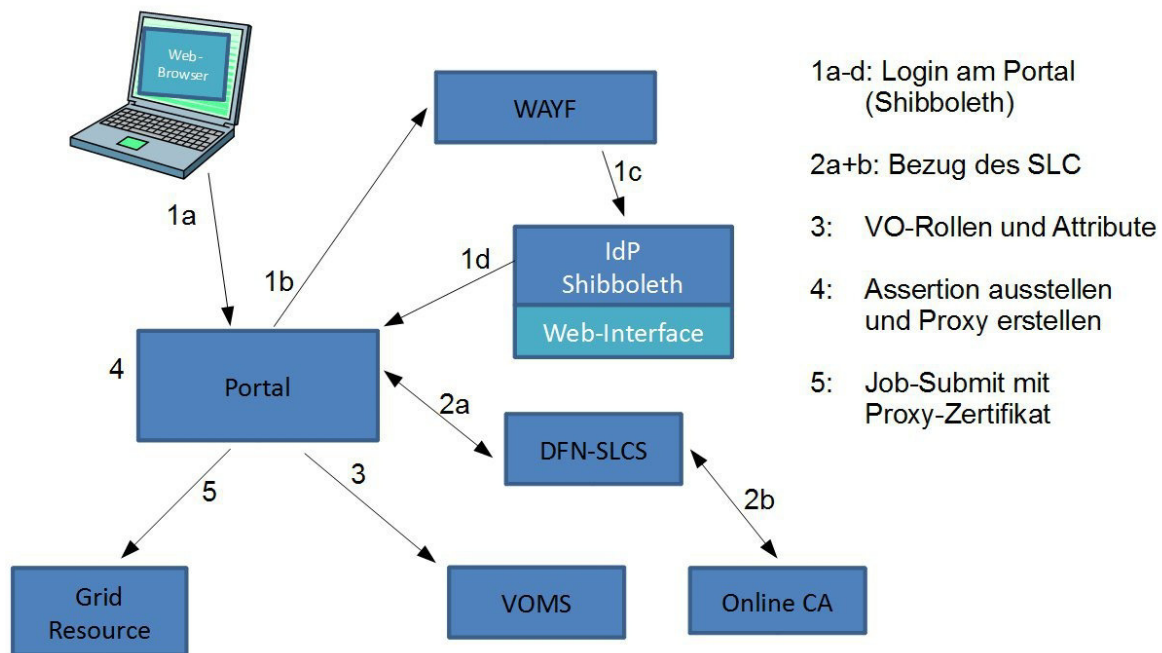 Web-
Browser
WAYF
1a-d: Login am Portal
(Shibboleth)
1c
2a+b: Bezug des SLC
1a
3: VO-Rollen und Attribute
IdP
Shibboleth
1d
1b
Web-Interface
4: Assertion ausstellen
und Proxy erstellen
4
Portal
5: Job-Submit mit
Proxy-Zertifikat
2a
DFN-SLCS
3
5
2b
Grid
Resource
VOMS
Online CA